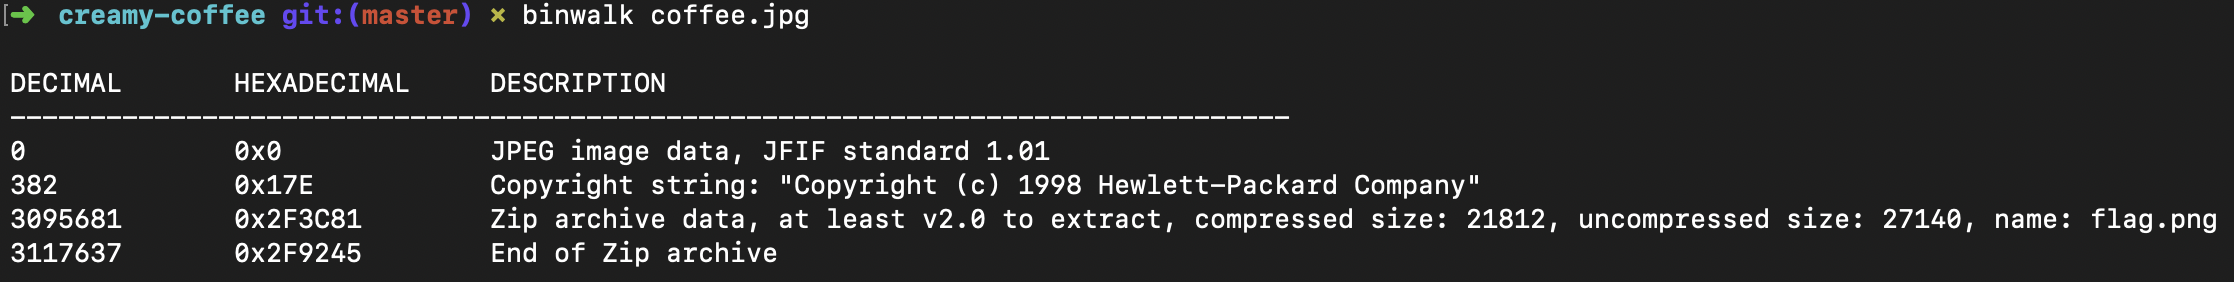 [➜ creamy-coffee git:(master) × binwalk coffee.jpg
DECIMAL HEXADECIMAL DESCRIPTION
--------------------------------------------------------------------------------
0 0x0 JPEG image data, JFIF standard 1.01
382 0x17E Copyright string: "Copyright (c) 1998 Hewlett-Packard Company"
3095681 0x2F3C81 Zip archive data, at least v2.0 to extract, compressed size: 21812, uncompressed size: 27140, name: flag.png
3117637 0x2F9245 End of Zip archive